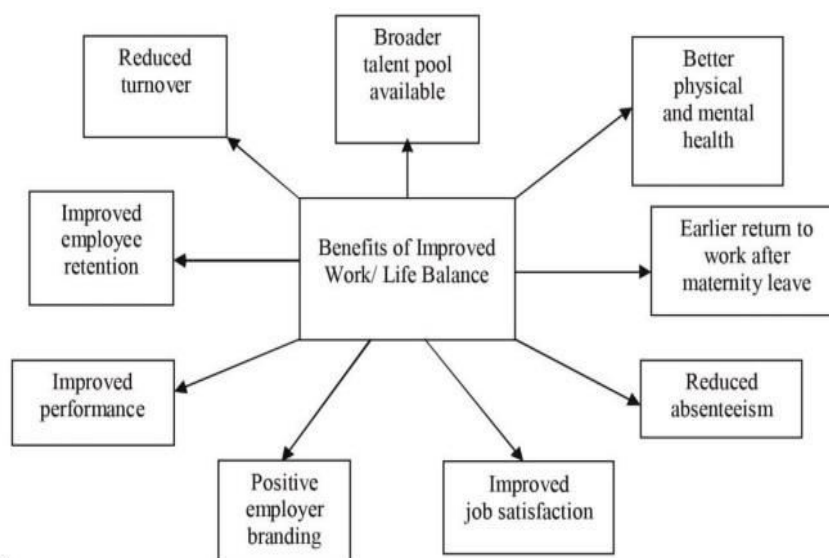 Reduced
turnover
Broader
talent pool
available
Better
physical
and mental
health
Improved
employee
retention
Benefits of Improved
Work/ Life Balance
Earlier return to
work after
maternity leave
Improved
performance
Reduced
absenteeism
Positive
employer
branding
Improved
job satisfaction